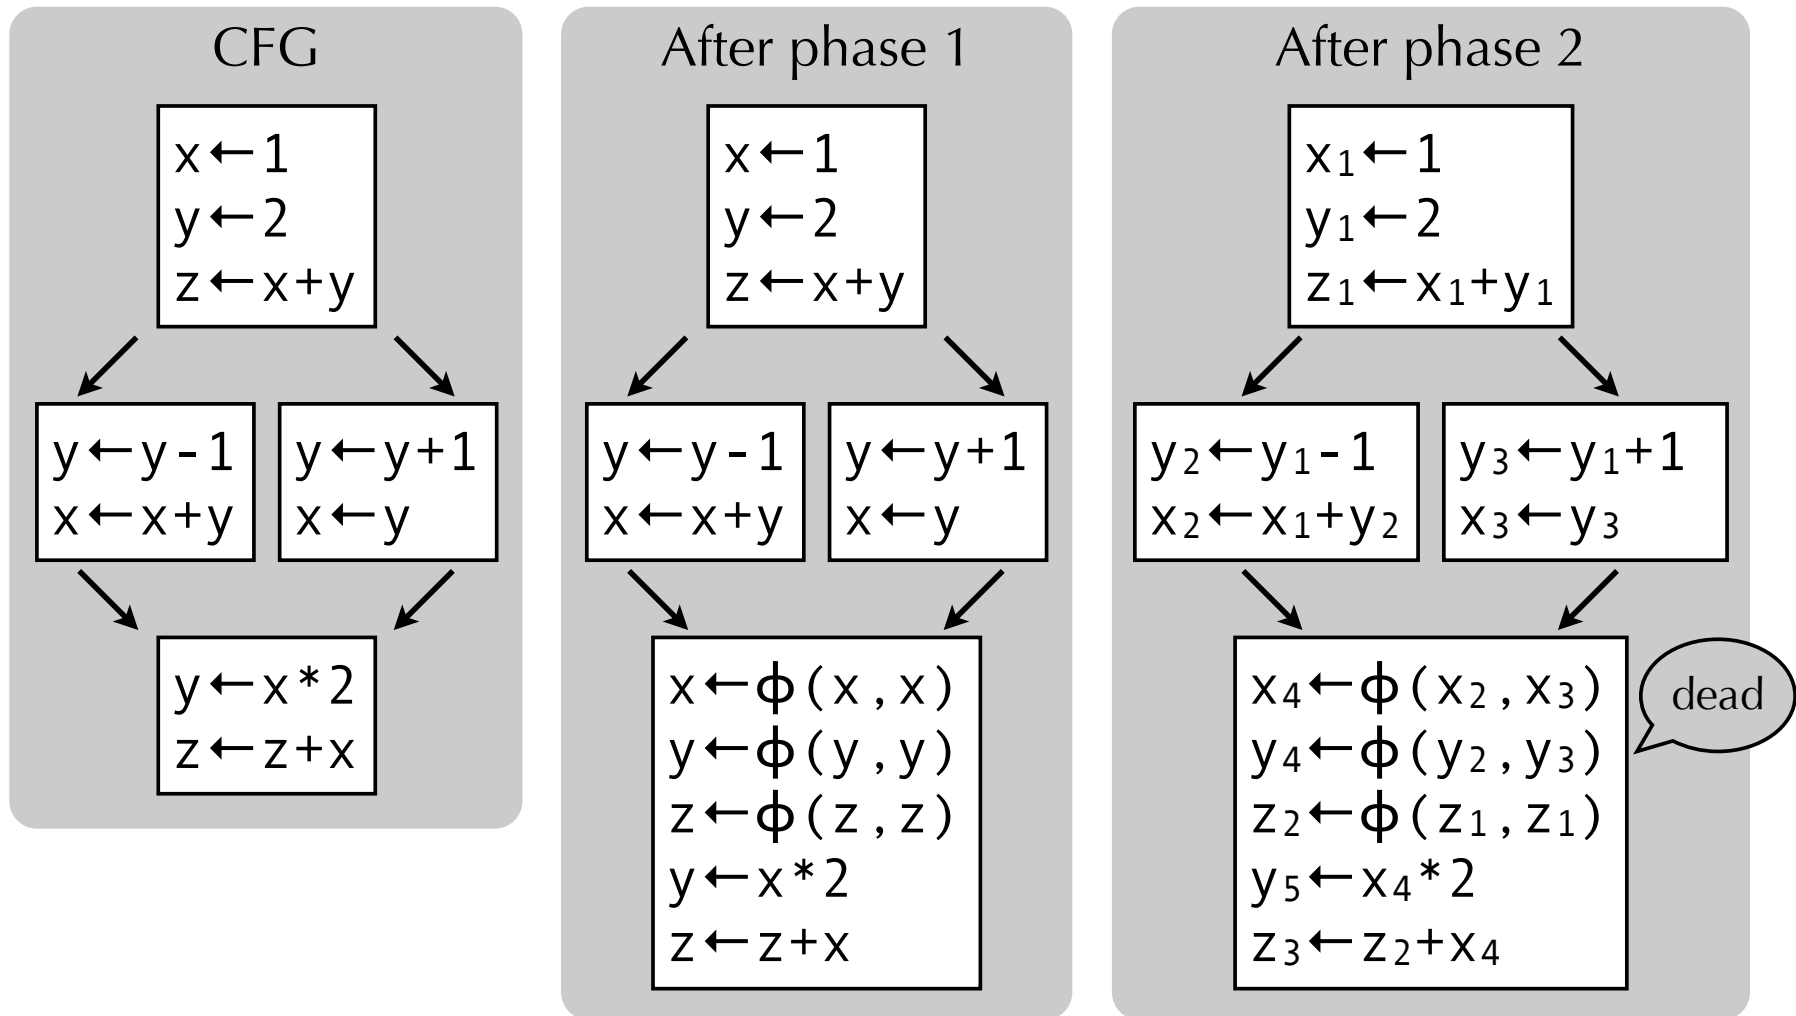 CFG
x←1
y←2
z←x+y
y←y-1
x←x+y
y←y+1
x←y
y←x*2
z←z+x
After phase 1
x←1
y←2
z←x+y
y←y-1
x←x+y
y←y+1
x←y
x←ϕ(x,x)
y←ϕ(y,y)
z←ϕ(z,z)
y←x*2
z←z+x
After phase 2
x₁←1
y₁←2
z₁←x₁+y₁
y₂←y₁-1
x₂←x₁+y₂
y₃←y₁+1
x₃←y₃
x₄←ϕ(x₂,x₃)
y₄←ϕ(y₂,y₃)
z₂←ϕ(z₁,z₁)
y₅←x₄*2
z₃←z₂+x₄
dead